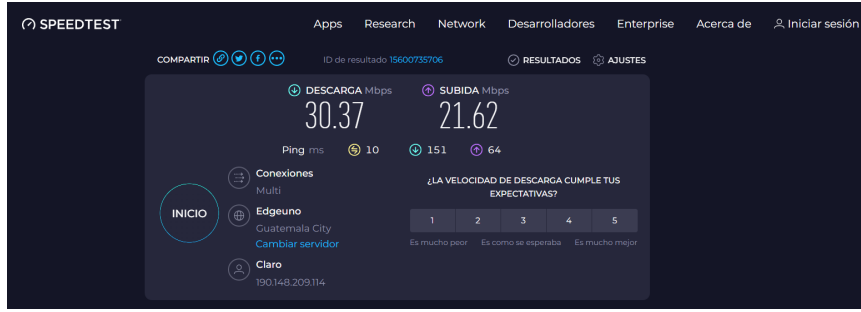 SPEEDTEST Apps Research Network Desarrolladores Enterprise Acerca de Iniciar sesión
COMPARTIR ID de resultado 15600735706 RESULTADOS AJUSTES
DESCARGA Mbps SUBIDA Mbps
30.37 21.62
Ping ms 10 151 64
Conexiones
Multi
Edgeuno
Guatemala City
Cambiar servidor
Claro
190.148.209.114
INICIO
¿LA VELOCIDAD DE DESCARGA CUMPLE TUS
EXPECTATIVAS?
1 2 3 4 5
Es mucho peor Es como se esperaba Es mucho mejor